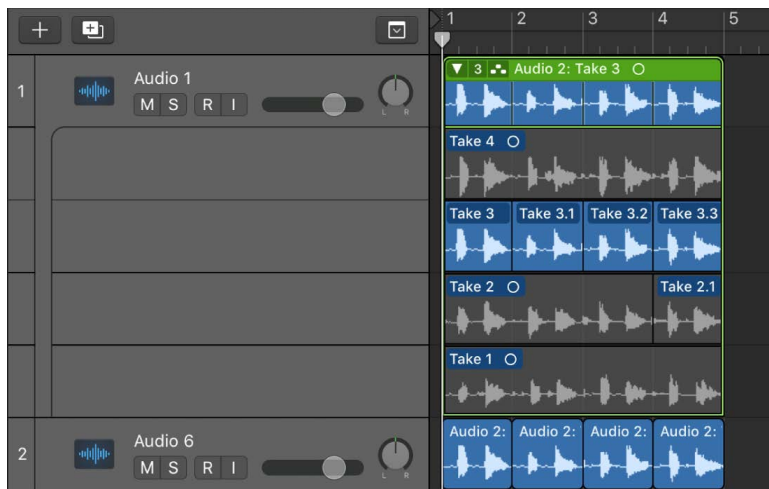 1 2 3 4 5
1 Audio 1 3 Audio 2: Take 3
M S R I L R
Take 4
Take 3 Take 3.1 Take 3.2 Take 3.3
Take 2 Take 2.1
Take 1
2 Audio 6 Audio 2: Audio 2: Audio 2: Audio 2:
M S R I L R